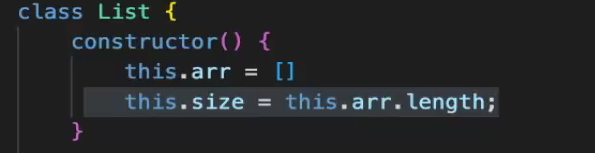 class List {
constructor() {
this.arr = []
this.size = this.arr.length;
}